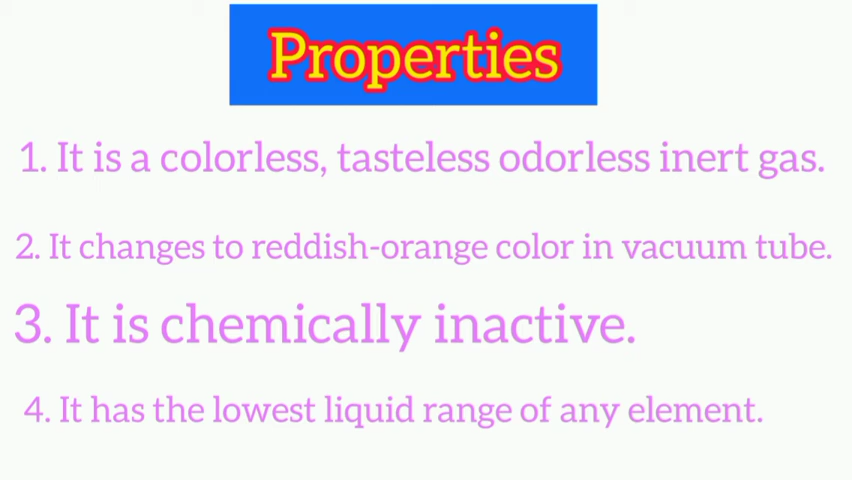 Properties
1. It is a colorless, tasteless odorless inert gas.
2. It changes to reddish-orange color in vacuum tube.
3. It is chemically inactive.
4. It has the lowest liquid range of any element.